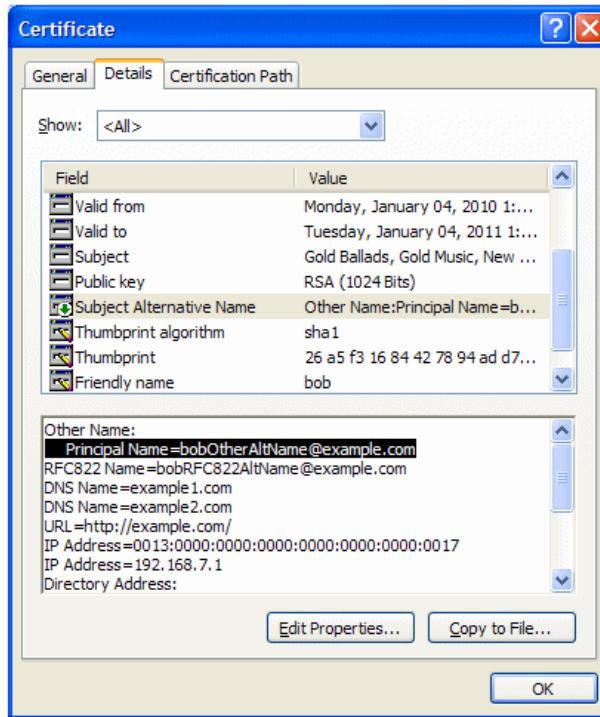 Certificate
General Details Certification Path
Show: <All>
Field Value
Valid from Monday, January 04, 2010 1:...
Valid to Tuesday, January 04, 2011 1:...
Subject Gold Ballads, Gold Music, New ...
Public key RSA (1024 Bits)
Subject Alternative Name Other Name:Principal Name=b...
Thumbprint algorithm sha1
Thumbprint 26 a5 f3 16 84 42 78 94 ad d7...
Friendly name bob
Other Name:
Principal Name=bobOtherAltName@example.com
RFC822 Name=bobRFC822AltName@example.com
DNS Name=example1.com
DNS Name=example2.com
URL=http://example.com/
IP Address=0013:0000:0000:0000:0000:0000:0000:0017
IP Address=192.168.7.1
Directory Address:
Edit Properties... Copy to File...
OK